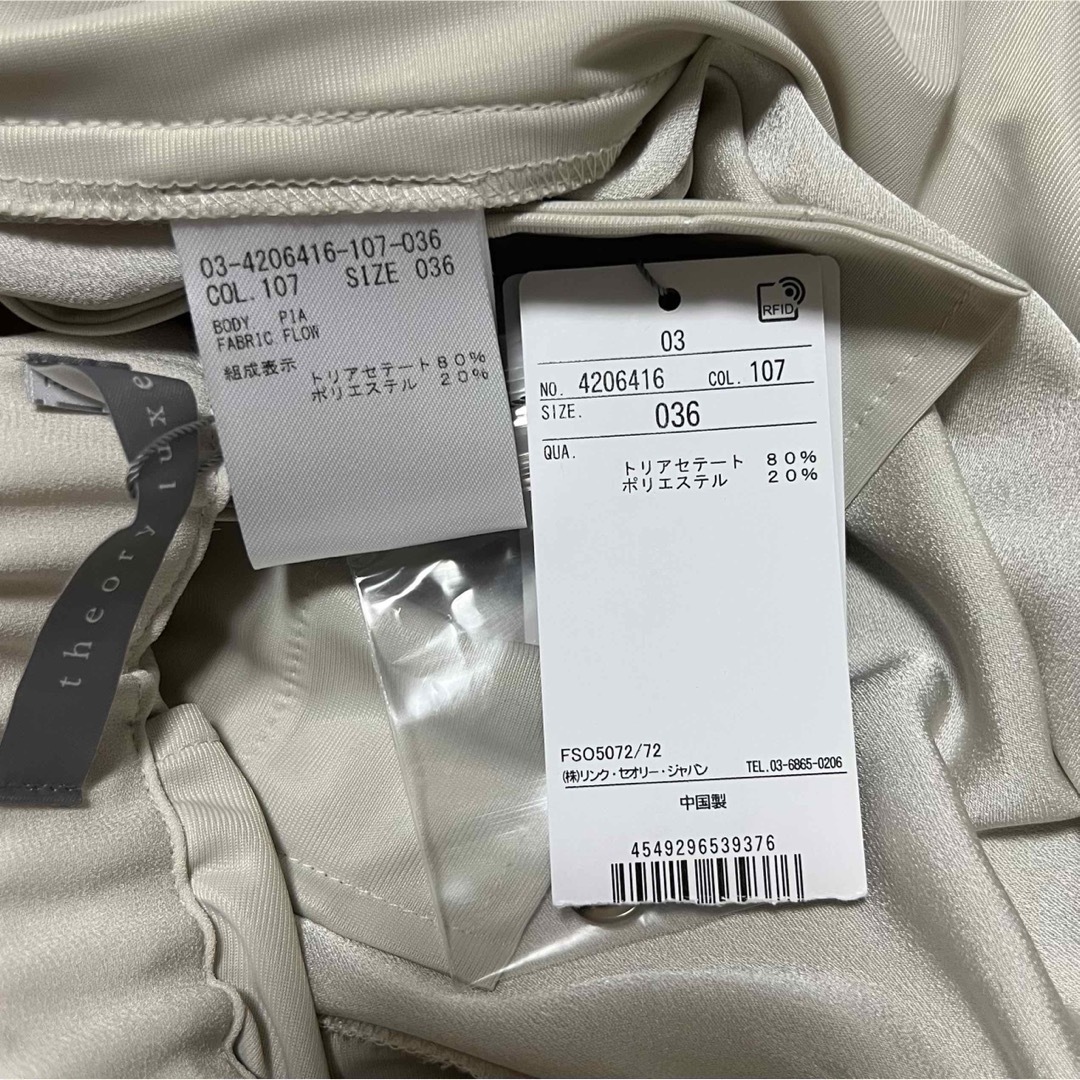 03-4206416-107-036
COL.107 SIZE 036
BODY P1A
FABRIC FLOW
組成表示 トリアセテート80%
ポリエステル 20%
theory luxe
RFID
03
NO. 4206416 COL. 107
SIZE. 036
QUA.
トリアセテート 80%
ポリエステル 20%
FS05072/72
(株)リンク・セオリー・ジャパン TEL.03-6865-0206
中国製
4549296539376